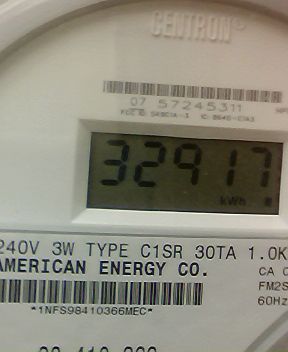 CENTRON®
07 57245311
32917
kWh
240V 3W TYPE C1SR 30TA 1.0K
AMERICAN ENERGY CO.
CA
FM2S
60Hz
*1NFS98410366MEC*